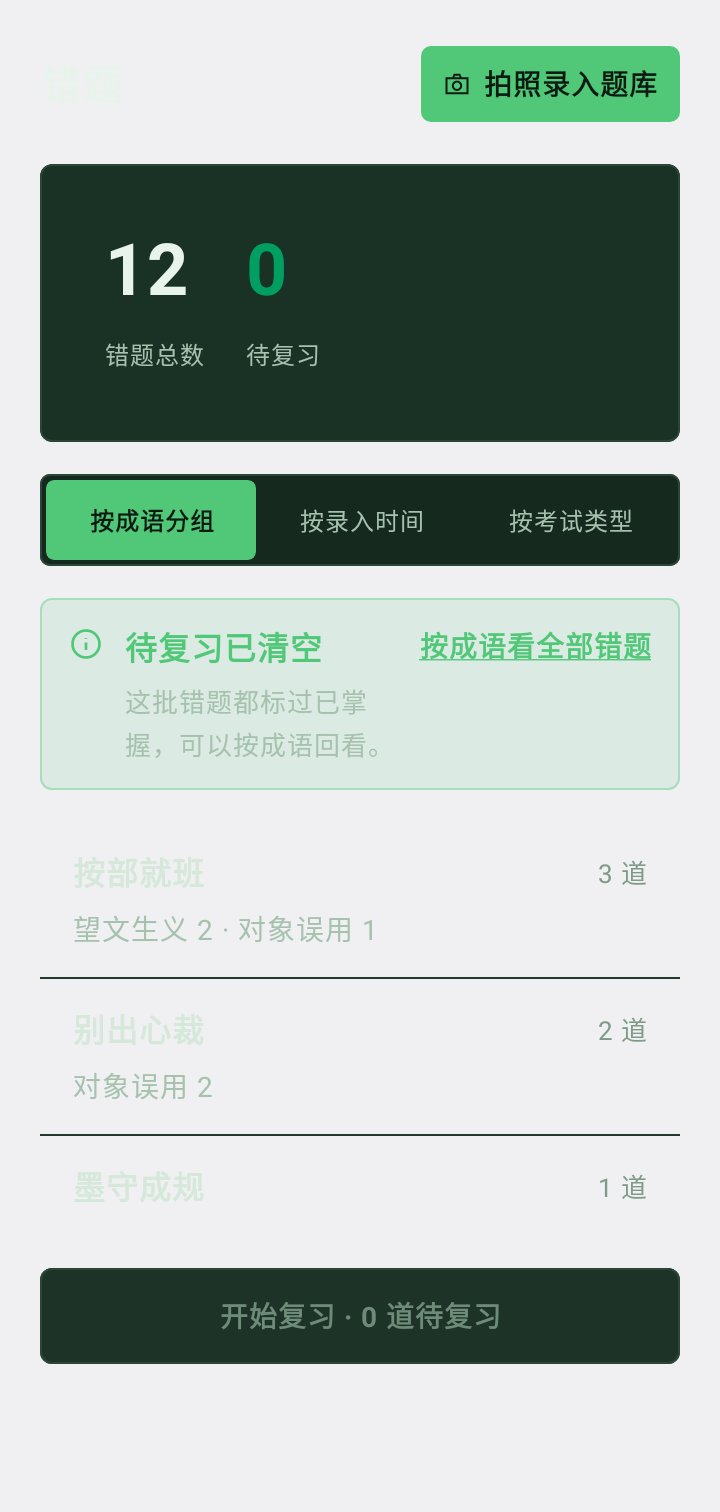 拍照录入题库
12
0
错题总数
待复习
按成语分组
按录入时间
按考试类型
待复习已清空
按成语看全部错题
这批错题都标过已掌
握，可以按成语回看。
按部就班
3 道
望文生义 2 · 对象误用 1
别出心裁
2 道
对象误用 2
墨守成规
1 道
开始复习 · 0 道待复习